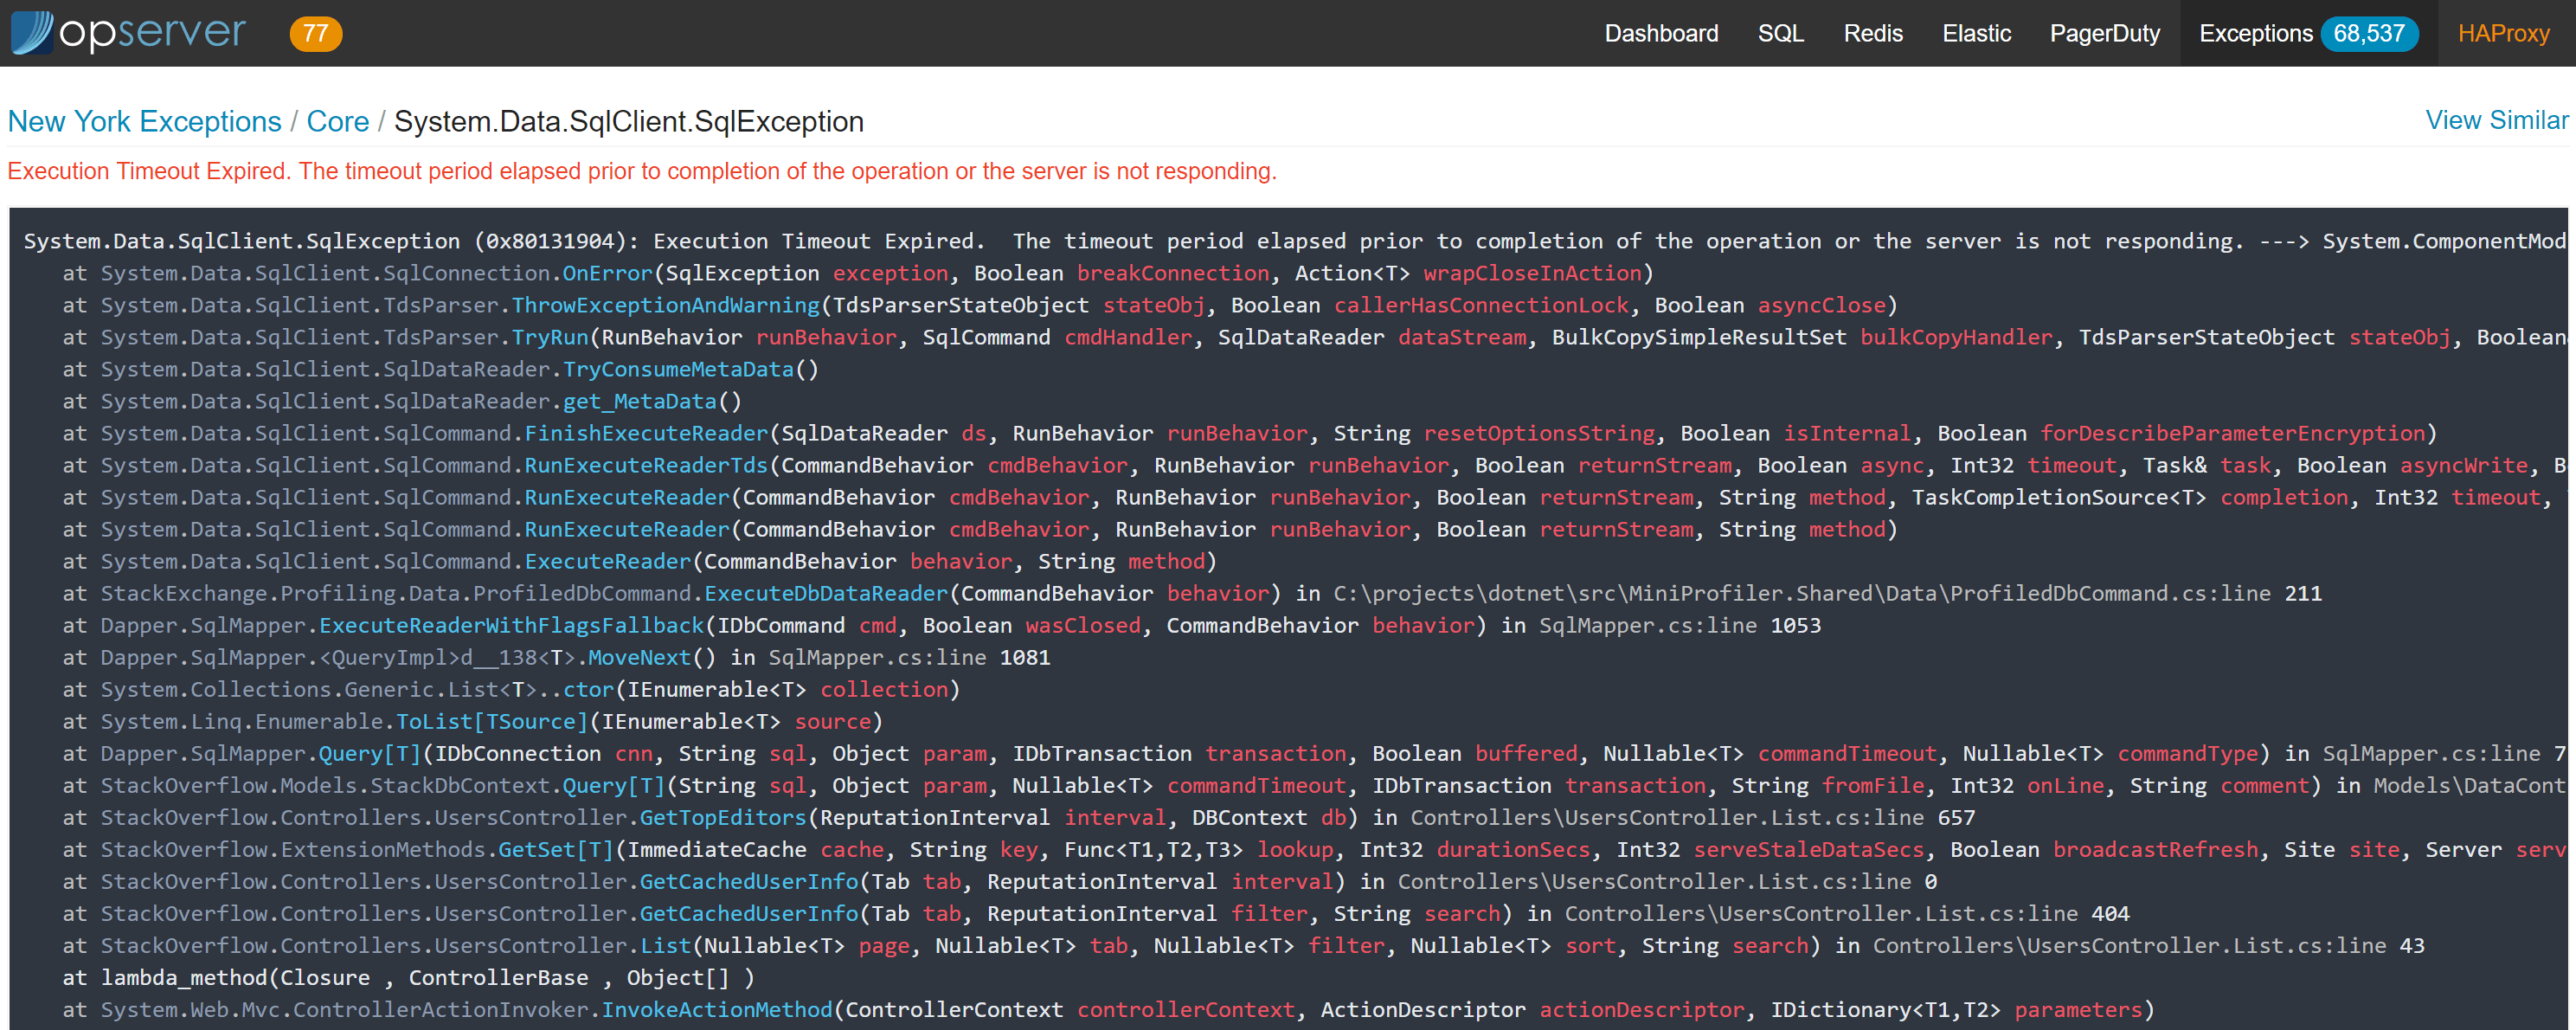 opserver 77 Dashboard SQL Redis Elastic PagerDuty Exceptions 68,537 HAProxy
New York Exceptions / Core / System.Data.SqlClient.SqlException View Similar
Execution Timeout Expired. The timeout period elapsed prior to completion of the operation or the server is not responding.
System.Data.SqlClient.SqlException (0x80131904): Execution Timeout Expired.  The timeout period elapsed prior to completion of the operation or the server is not responding. ---> System.ComponentMod
at System.Data.SqlClient.SqlConnection.OnError(SqlException exception, Boolean breakConnection, Action<T> wrapCloseInAction)
at System.Data.SqlClient.TdsParser.ThrowExceptionAndWarning(TdsParserStateObject stateObj, Boolean callerHasConnectionLock, Boolean asyncClose)
at System.Data.SqlClient.TdsParser.TryRun(RunBehavior runBehavior, SqlCommand cmdHandler, SqlDataReader dataStream, BulkCopySimpleResultSet bulkCopyHandler, TdsParserStateObject stateObj, Boolean
at System.Data.SqlClient.SqlDataReader.TryConsumeMetaData()
at System.Data.SqlClient.SqlDataReader.get_MetaData()
at System.Data.SqlClient.SqlCommand.FinishExecuteReader(SqlDataReader ds, RunBehavior runBehavior, String resetOptionsString, Boolean isInternal, Boolean forDescribeParameterEncryption)
at System.Data.SqlClient.SqlCommand.RunExecuteReaderTds(CommandBehavior cmdBehavior, RunBehavior runBehavior, Boolean returnStream, Boolean async, Int32 timeout, Task& task, Boolean asyncWrite, B
at System.Data.SqlClient.SqlCommand.RunExecuteReader(CommandBehavior cmdBehavior, RunBehavior runBehavior, Boolean returnStream, String method, TaskCompletionSource<T> completion, Int32 timeout,
at System.Data.SqlClient.SqlCommand.RunExecuteReader(CommandBehavior cmdBehavior, RunBehavior runBehavior, Boolean returnStream, String method)
at System.Data.SqlClient.SqlCommand.ExecuteReader(CommandBehavior behavior, String method)
at StackExchange.Profiling.Data.ProfiledDbCommand.ExecuteDbDataReader(CommandBehavior behavior) in C:\projects\dotnet\src\MiniProfiler.Shared\Data\ProfiledDbCommand.cs:line 211
at Dapper.SqlMapper.ExecuteReaderWithFlagsFallback(IDbCommand cmd, Boolean wasClosed, CommandBehavior behavior) in SqlMapper.cs:line 1053
at Dapper.SqlMapper.<QueryImpl>d__138<T>.MoveNext() in SqlMapper.cs:line 1081
at System.Collections.Generic.List<T>..ctor(IEnumerable<T> collection)
at System.Linq.Enumerable.ToList[TSource](IEnumerable<T> source)
at Dapper.SqlMapper.Query[T](IDbConnection cnn, String sql, Object param, IDbTransaction transaction, Boolean buffered, Nullable<T> commandTimeout, Nullable<T> commandType) in SqlMapper.cs:line 7
at StackOverflow.Models.StackDbContext.Query[T](String sql, Object param, Nullable<T> commandTimeout, IDbTransaction transaction, String fromFile, Int32 onLine, String comment) in Models\DataCont
at StackOverflow.Controllers.UsersController.GetTopEditors(ReputationInterval interval, DBContext db) in Controllers\UsersController.List.cs:line 657
at StackOverflow.ExtensionMethods.GetSet[T](ImmediateCache cache, String key, Func<T1,T2,T3> lookup, Int32 durationSecs, Int32 serveStaleDataSecs, Boolean broadcastRefresh, Site site, Server serv
at StackOverflow.Controllers.UsersController.GetCachedUserInfo(Tab tab, ReputationInterval interval) in Controllers\UsersController.List.cs:line 0
at StackOverflow.Controllers.UsersController.GetCachedUserInfo(Tab tab, ReputationInterval filter, String search) in Controllers\UsersController.List.cs:line 404
at StackOverflow.Controllers.UsersController.List(Nullable<T> page, Nullable<T> tab, Nullable<T> filter, Nullable<T> sort, String search) in Controllers\UsersController.List.cs:line 43
at lambda_method(Closure , ControllerBase , Object[] )
at System.Web.Mvc.ControllerActionInvoker.InvokeActionMethod(ControllerContext controllerContext, ActionDescriptor actionDescriptor, IDictionary<T1,T2> parameters)